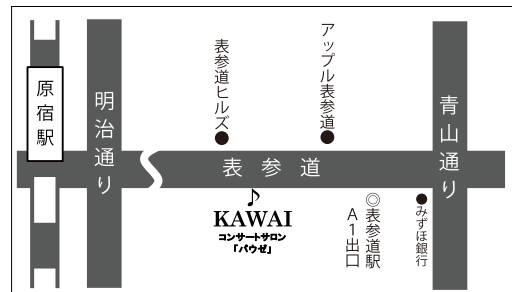 原宿駅
明治通り
表参道ヒルズ
アップル表参道
青山通り
表参道
KAWAI
コンサートサロン
「パウゼ」
◎表参道駅
A1出口
みずほ銀行